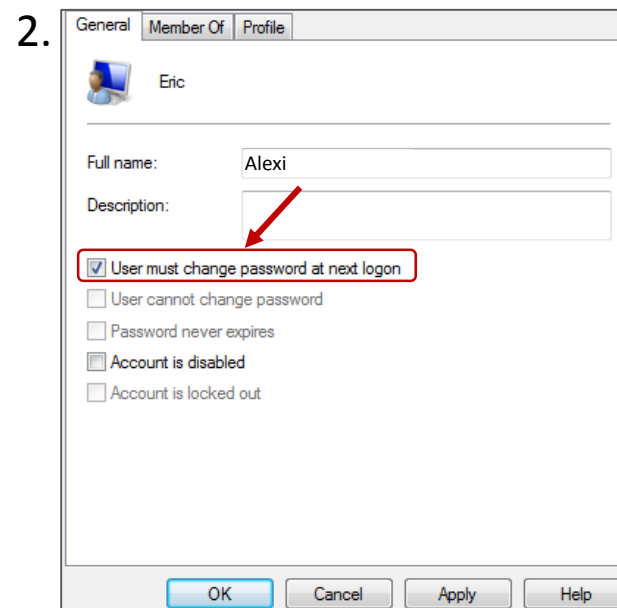 2.
General Member Of Profile
Eric
Full name: Alexi
Description:
User must change password at next logon
User cannot change password
Password never expires
Account is disabled
Account is locked out
OK Cancel Apply Help